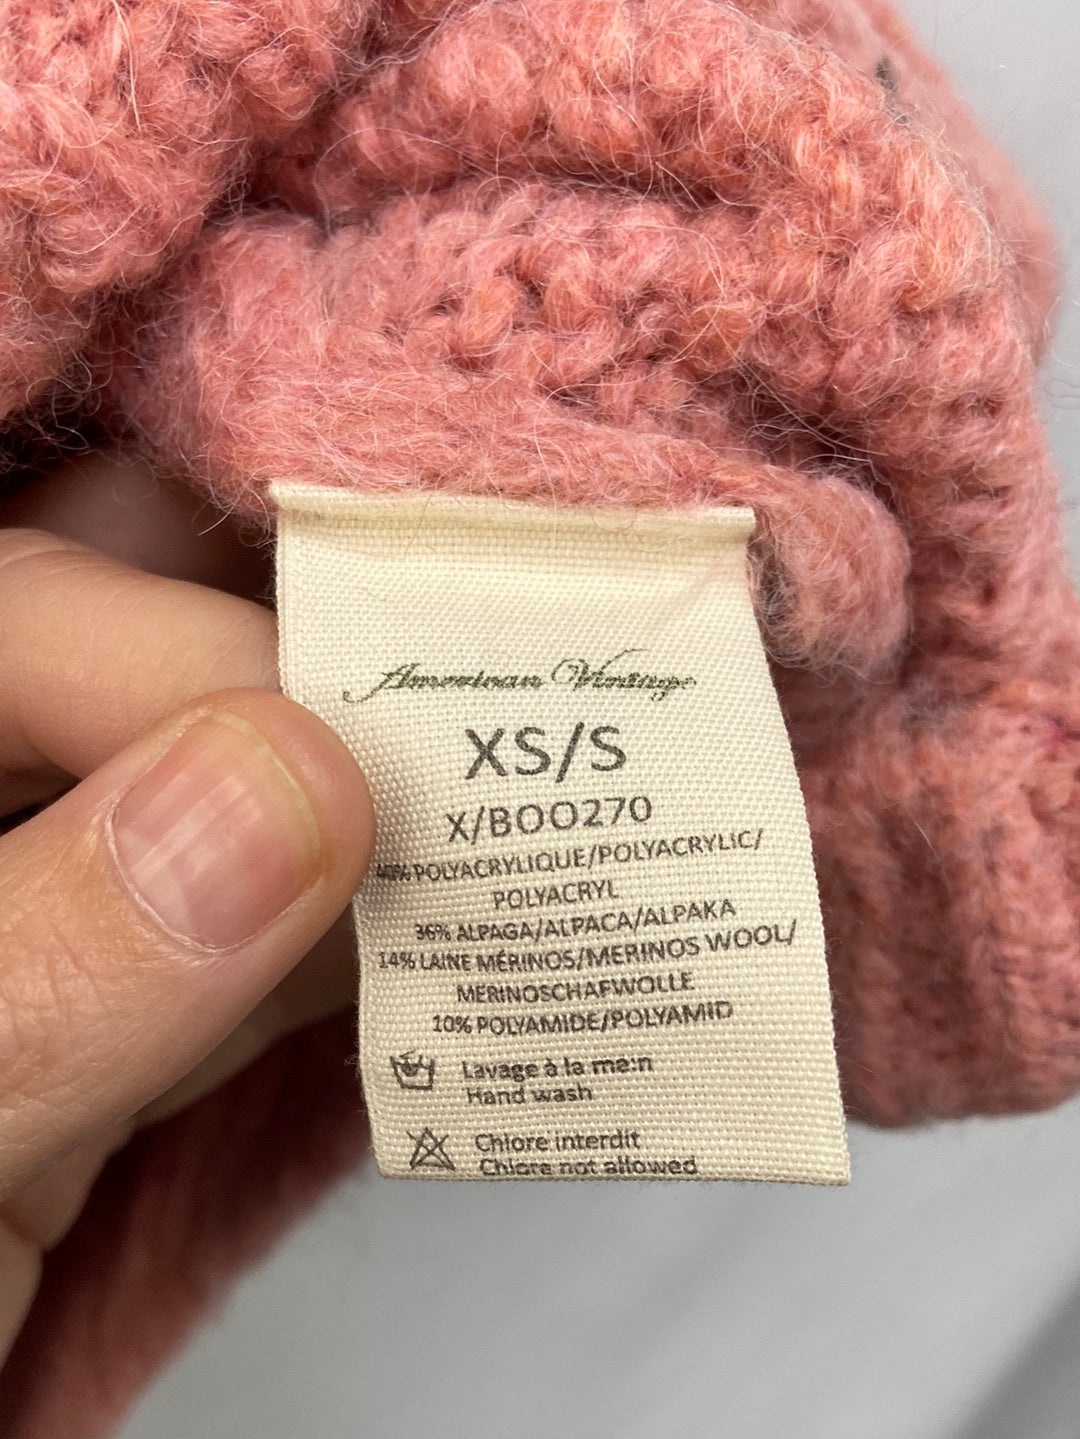 American Vintage
XS/S
X/BOO270
40% POLYACRYLIQUE/POLYACRYLIC/
POLYACRYL
36% ALPAGA/ALPACA/ALPAKA
14% LAINE MÉRINOS/MERINOS WOOL/
MERINOSCHAFWOLLE
10% POLYAMIDE/POLYAMID
Lavage à la main
Hand wash
Chlore interdit
Chlore not allowed